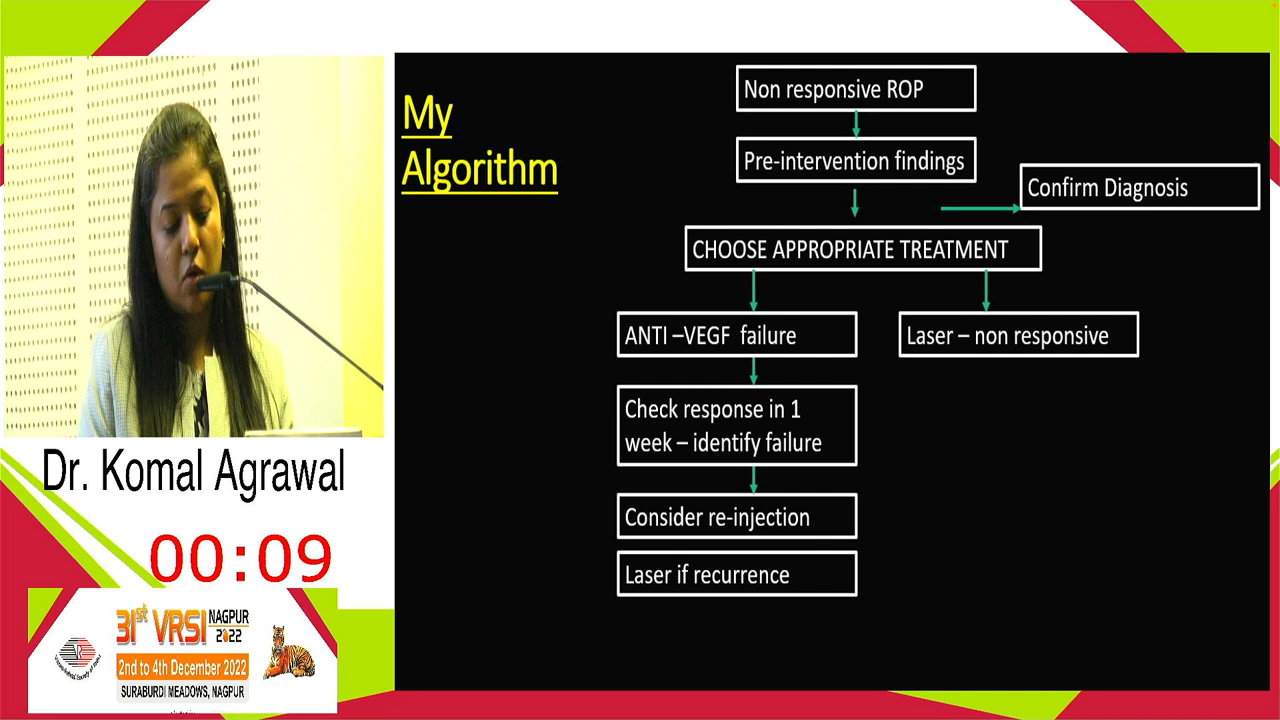 My
Algorithm
Non responsive ROP
Pre-intervention findings
Confirm Diagnosis
CHOOSE APPROPRIATE TREATMENT
ANTI –VEGF failure
Laser – non responsive
Check response in 1
week – identify failure
Consider re-injection
Laser if recurrence
Dr. Komal Agrawal
00:09
31st VRSI NAGPUR
2022
2nd to 4th December 2022
SURABURDI MEADOWS, NAGPUR